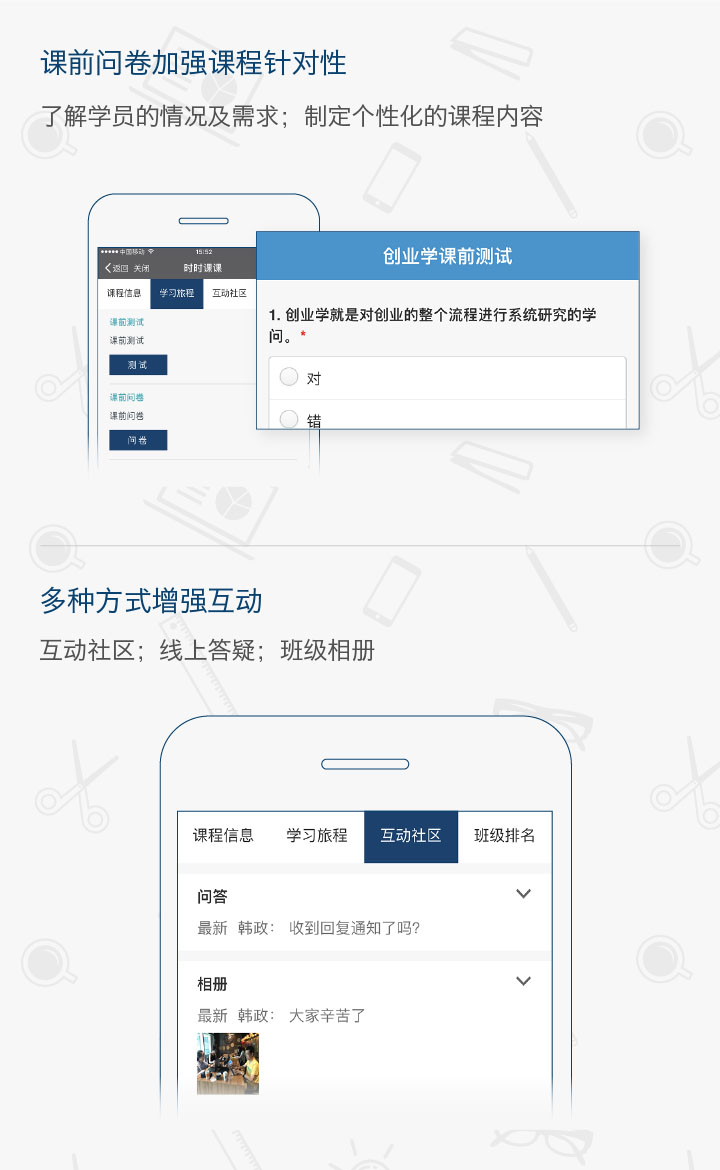 课前问卷加强课程针对性
了解学员的情况及需求；制定个性化的课程内容
中国移动 15:52
返回 关闭 时时课课
课程信息 学习旅程 互动社区
课前测试
课前测试
测 试
课前问卷
课前问卷
问 卷
创业学课前测试
1. 创业学就是对创业的整个流程进行系统研究的学
问。*
对
错
多种方式增强互动
互动社区；线上答疑；班级相册
课程信息 学习旅程 互动社区 班级排名
问答
最新 韩政： 收到回复通知了吗?
相册
最新 韩政： 大家辛苦了